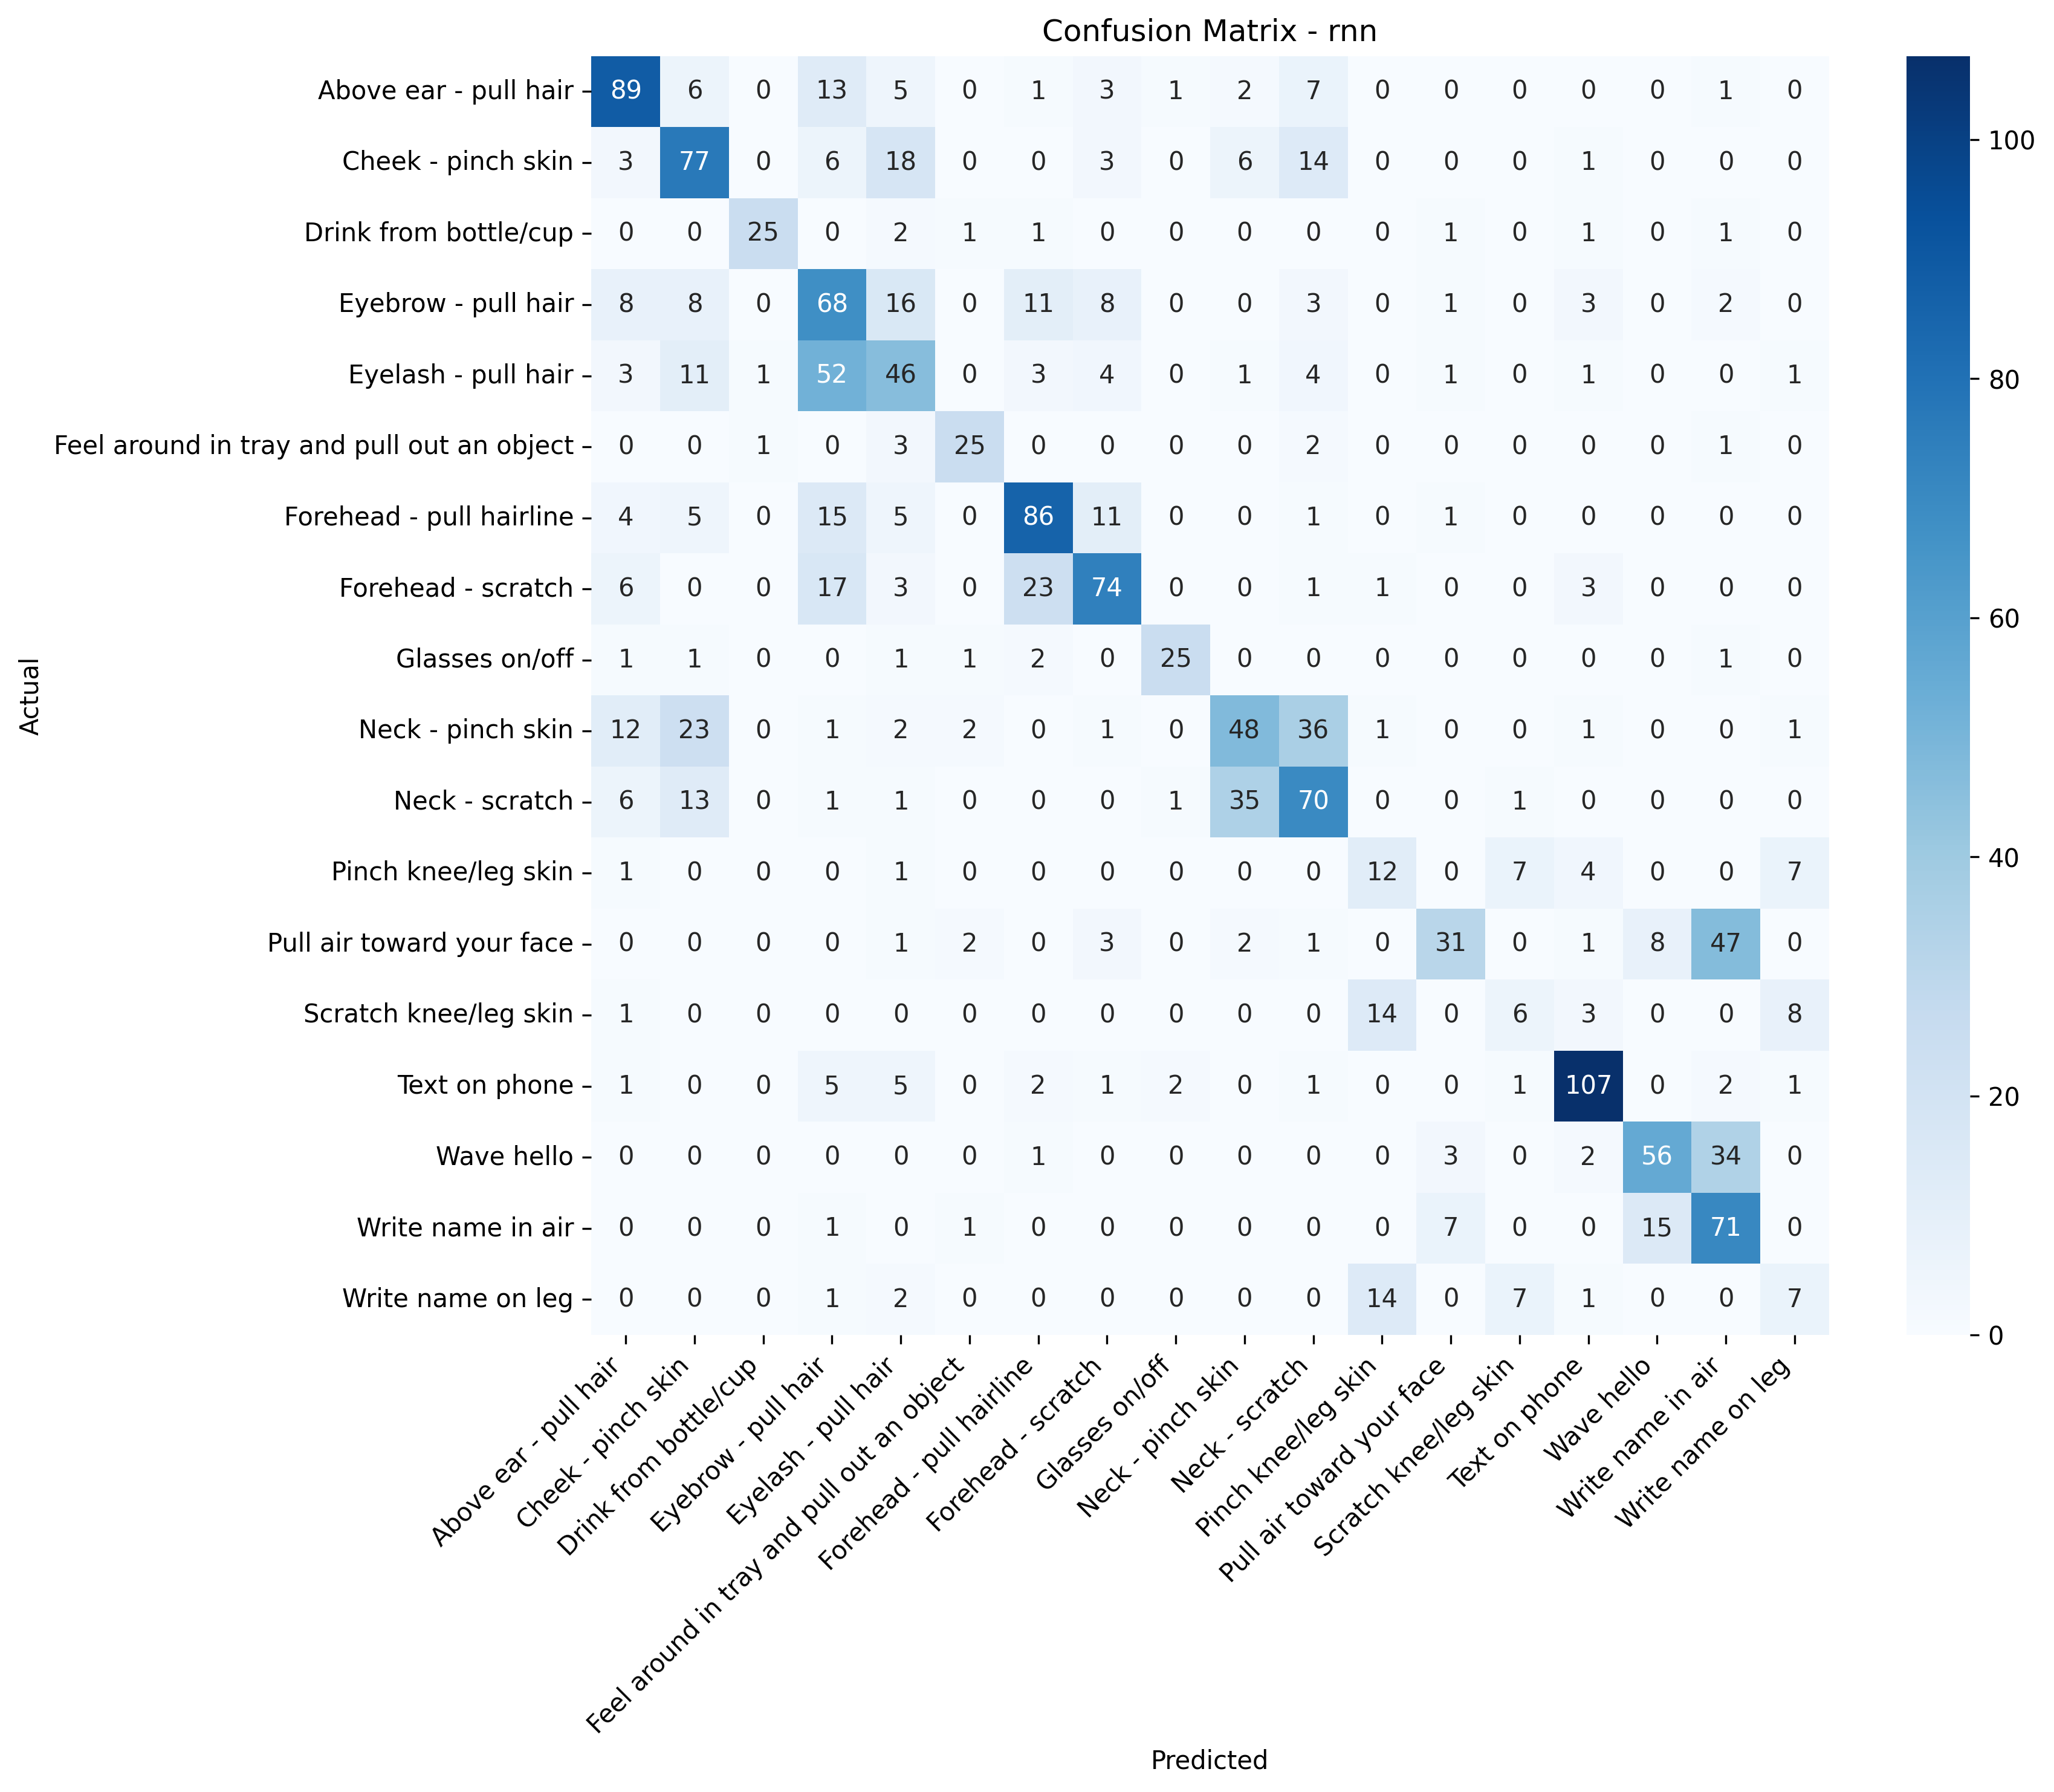 Confusion Matrix - rnn
Above ear - pull hair 89 6 0 13 5 0 1 3 1 2 7 0 0 0 0 0 1 0
100
Cheek - pinch skin 3 77 0 6 18 0 0 3 6 14 0 0 0 1 0 0 0
Drink from bottle/cup 0 0 25 0 2 1 1 0 0 0 0 0 1 0 1 0 1 0
Eyebrow - pull hair 8 8 0 68 16 0 11 8 0 0 3 0 1 0 3 0 2 0
Eyelash - pull hair 3 11 1 52 46 0 3 4 0 1 4 0 1 0 1 0 0 1
80
Feel around in tray and pull out an object 0 0 1 0 3 25 0 0 0 0 2 0 0 0 0 0 1 0
Forehead - pull hairline 4 5 0 15 5 0 86 11 0 0 1 0 1 0 0 0 0 0
Forehead - scratch 6 0 0 17 3 0 23 74 0 0 1 1 0 0 3 0 0 0
60
Glasses on/off 1 1 0 0 1 1 2 0 25 0 0 0 0 0 0 0 1 0
Actual
Neck - pinch skin 12 23 0 1 2 2 0 1 0 48 36 1 0 0 1 0 0 1
Neck - scratch 6 13 0 1 1 0 0 0 1 35 70 0 0 1 0 0 0 0
40
Pinch knee/leg skin 1 0 0 0 1 0 0 0 0 0 0 12 0 7 4 0 0 7
Pull air toward your face 0 0 0 0 1 2 0 3 0 2 1 0 31 0 1 8 47 0
Scratch knee/leg skin 1 0 0 0 0 0 0 0 0 0 0 14 0 6 3 0 0 8
Text on phone 1 0 0 5 5 0 2 1 2 0 1 0 0 1 107 0 2 1
20
Wave hello 0 0 0 0 0 0 1 0 0 0 0 0 3 0 2 56 34 0
Write name in air 0 0 0 1 0 1 0 0 0 0 0 0 7 0 0 15 71 0
Write name on leg 0 0 0 1 2 0 0 0 0 0 0 14 0 7 1 0 0 7
0
Above ear - pull hair
Cheek - pinch skin
Drink from bottle/cup
Eyebrow - pull hair
Eyelash - pull hair
Feel around in tray and pull out an object
Forehead - pull hairline
Forehead - scratch
Glasses on/off
Neck - pinch skin
Neck - scratch
Pinch knee/leg skin
Pull air toward your face
Scratch knee/leg skin
Text on phone
Wave hello
Write name in air
Write name on leg
Predicted